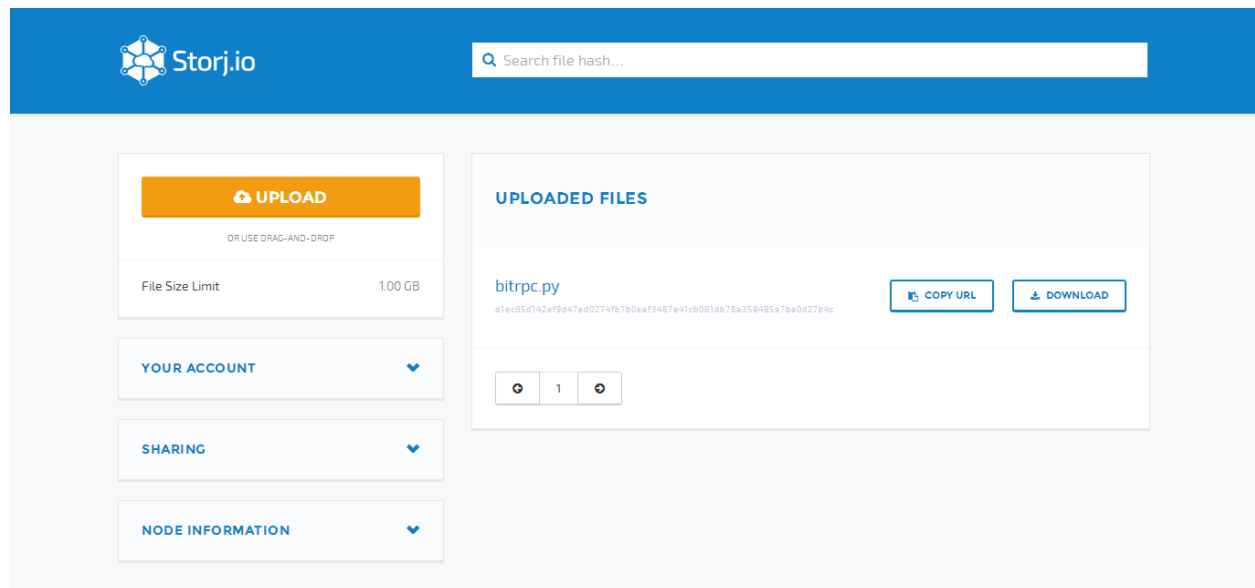 Storj.io
Search file hash...
UPLOAD
OR USE DRAG-AND-DROP
File Size Limit 1.00 GB
YOUR ACCOUNT
SHARING
NODE INFORMATION
UPLOADED FILES
bitrpc.py
COPY URL
DOWNLOAD
1